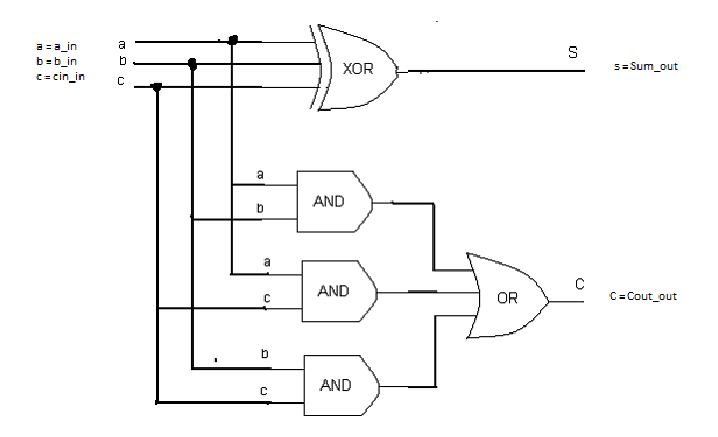 a = a_in
b = b_in
c = cin_in
a
b
c
XOR
S
s = Sum_out
a
b
AND
a
c
AND
b
c
AND
OR
C
C = Cout_out